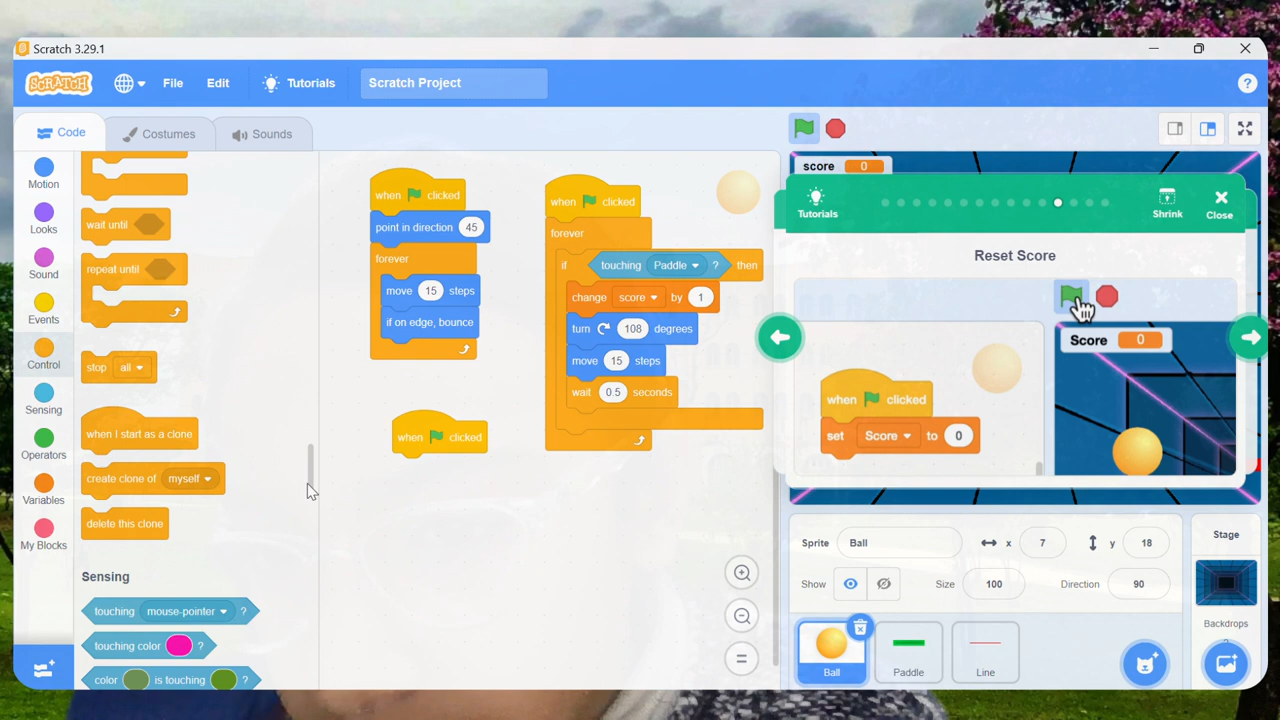 Scratch 3.29.1
SCRATCH
File
Edit
Tutorials
Scratch Project
?
Code
Costumes
Sounds
Motion
Looks
Sound
Events
Control
Sensing
Operators
Variables
My Blocks
wait until
repeat until
stop all
when I start as a clone
create clone of myself
delete this clone
Sensing
touching mouse-pointer ?
touching color ?
color is touching ?
when clicked
point in direction 45
forever
move 15 steps
if on edge, bounce
when clicked
when clicked
forever
if touching Paddle ? then
change score by 1
turn 108 degrees
move 15 steps
wait 0.5 seconds
score 0
Tutorials
Shrink
Close
Reset Score
when clicked
set Score to 0
Score 0
Sprite Ball x 7 y 18
Show Size 100 Direction 90
Ball
Paddle
Line
Stage
Backdrops